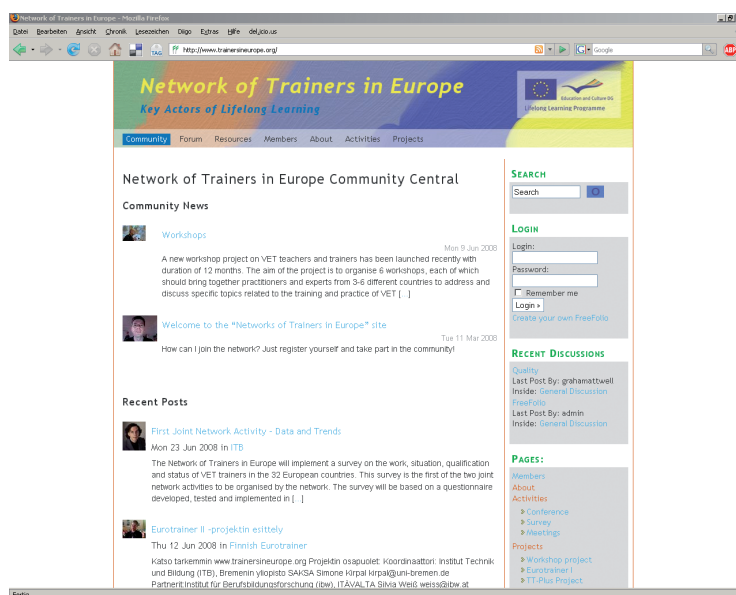 Network of Trainers in Europe - Mozilla Firefox
Datei Bearbeiten Ansicht Chronik Lesezeichen Diigo Extras Hilfe del.icio.us
TAG http://www.trainersineurope.org/ G Google ABP
Network of Trainers in Europe
Key Actors of Lifelong Learning
Education and Culture DG
Lifelong Learning Programme
Community Forum Resources Members About Activities Projects
Network of Trainers in Europe Community Central
Community News
Workshops
Mon 9 Jun 2008
A new workshop project on VET teachers and trainers has been launched recently with
duration of 12 months. The aim of the project is to organise 6 workshops, each of which
should bring together practitioners and experts from 3-6 different countries to address and
discuss specific topics related to the training and practice of VET [...]
Welcome to the “Networks of Trainers in Europe” site
Tue 11 Mar 2008
How can I join the network? Just register yourself and take part in the community!
Recent Posts
First Joint Network Activity - Data and Trends
Mon 23 Jun 2008 in ITB
The Network of Trainers in Europe will implement a survey on the work, situation, qualification
and status of VET trainers in the 32 European countries. This survey is the first of the two joint
network activities to be organised by the network. The survey will be based on a questionnaire
developed, tested and implemented in [...]
Eurotrainer II -projektin esittely
Thu 12 Jun 2008 in Finnish Eurotrainer
Katso tarkemmin www.trainersineurope.org Projektin osapuolet: Koordinaattori: Institut Technik
und Bildung (ITB), Bremenin yliopisto SAKSA Simone Kirpal kirpal@uni-bremen.de
Partnerit:Institut für Berufsbildungsforschung (ibw), ITÄVALTA Silvia Weiß weiss@ibw.at
Search
Search
Login
Login:
Password:
Remember me
Login »
Create your own FreeFolio
Recent Discussions
Quality
Last Post By: grahamattwell
Inside: General Discussion
FreeFolio
Last Post By: admin
Inside: General Discussion
Pages:
Members
About
Activities
» Conference
» Survey
» Meetings
Projects
» Workshop project
» Eurotrainer I
» TT-Plus Project
Fertig